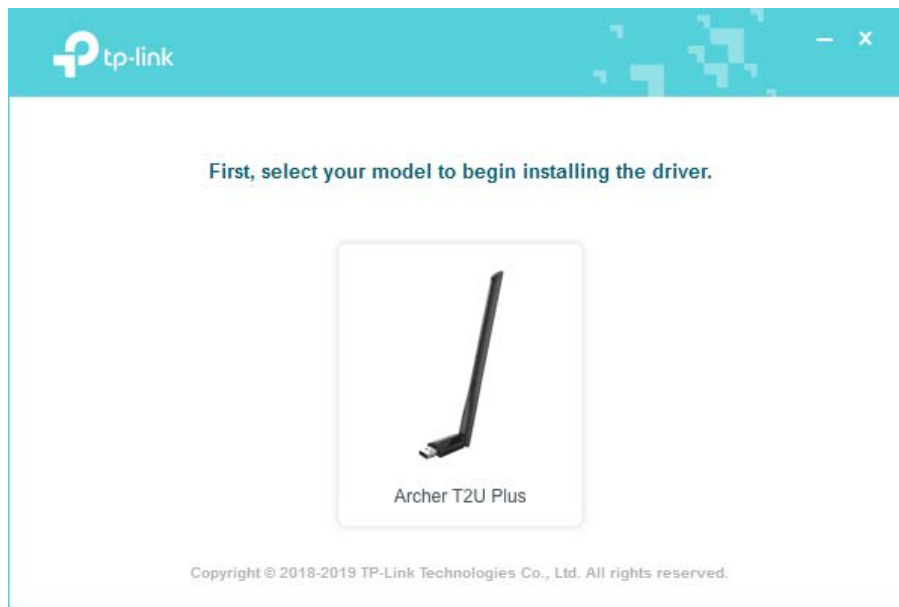 tp-link
First, select your model to begin installing the driver.
Archer T2U Plus
Copyright © 2018-2019 TP-Link Technologies Co., Ltd. All rights reserved.